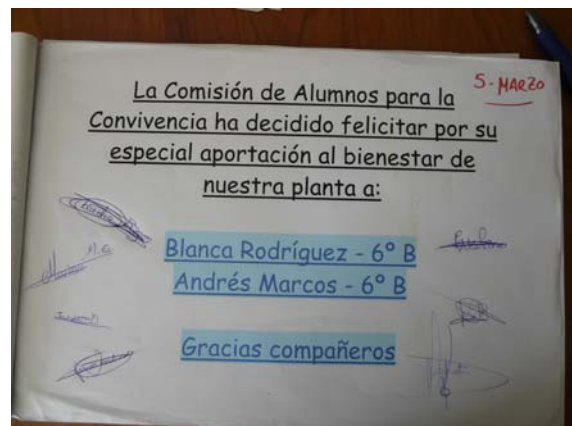 5-MARZO
La Comisión de Alumnos para la
Convivencia ha decidido felicitar por su
especial aportación al bienestar de
nuestra planta a:
M.G
Blanca Rodríguez - 6º B
Andrés Marcos - 6º B
Gracias compañeros